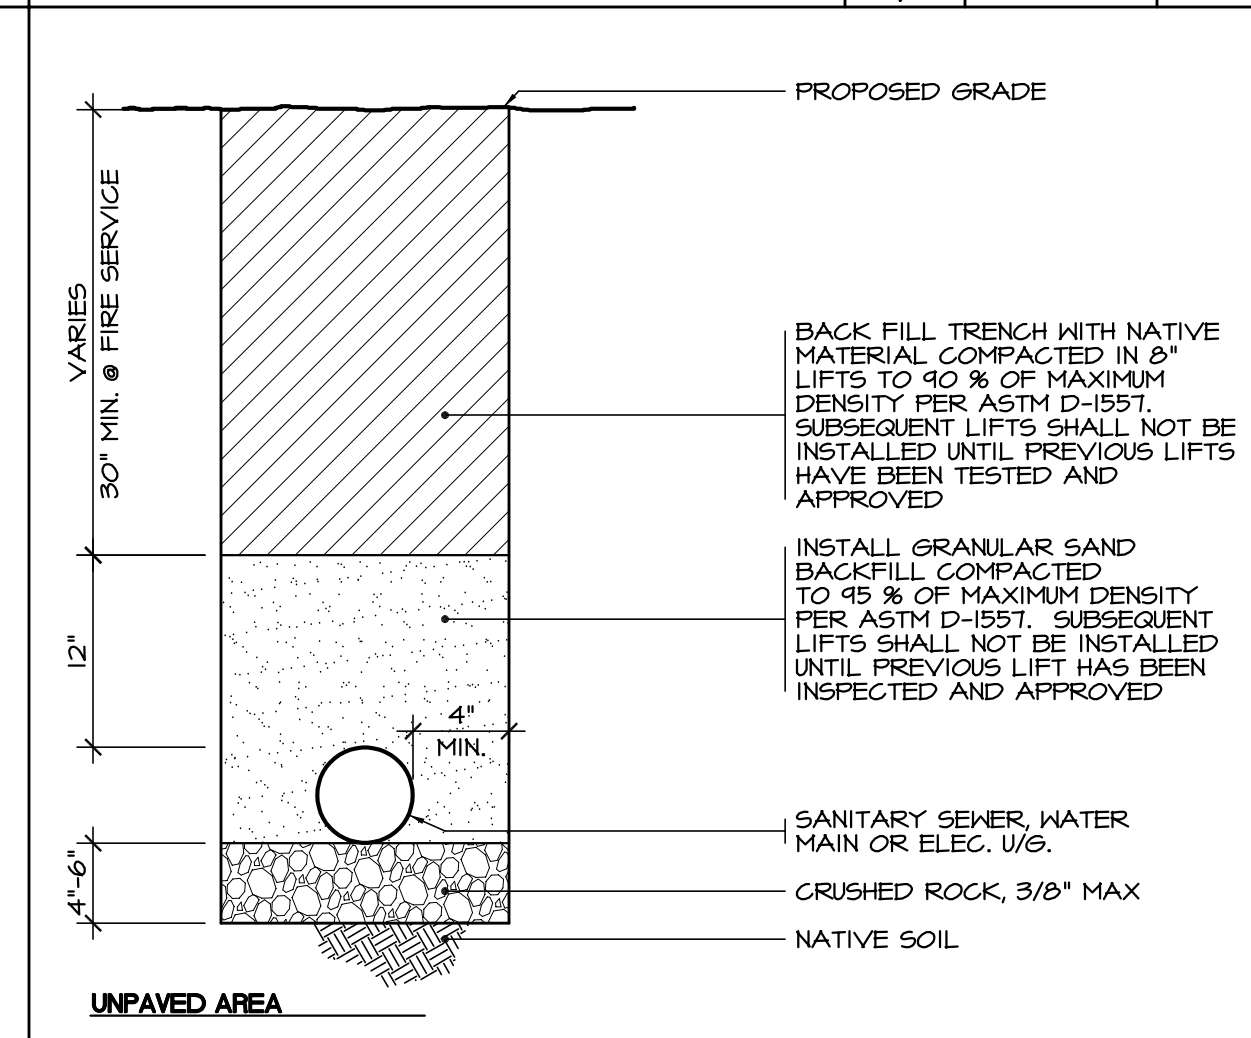 PROPOSED GRADE
VARIES
30" MIN. @ FIRE SERVICE
BACK FILL TRENCH WITH NATIVE
MATERIAL COMPACTED IN 8"
LIFTS TO 90 % OF MAXIMUM
DENSITY PER ASTM D-1557.
SUBSEQUENT LIFTS SHALL NOT BE
INSTALLED UNTIL PREVIOUS LIFTS
HAVE BEEN TESTED AND
APPROVED
INSTALL GRANULAR SAND
BACKFILL COMPACTED
TO 95 % OF MAXIMUM DENSITY
PER ASTM D-1557. SUBSEQUENT
LIFTS SHALL NOT BE INSTALLED
UNTIL PREVIOUS LIFT HAS BEEN
INSPECTED AND APPROVED
12"
4"
MIN.
SANITARY SEWER, WATER
MAIN OR ELEC. U/G.
4"-6"
CRUSHED ROCK, 3/8" MAX
NATIVE SOIL
UNPAVED AREA